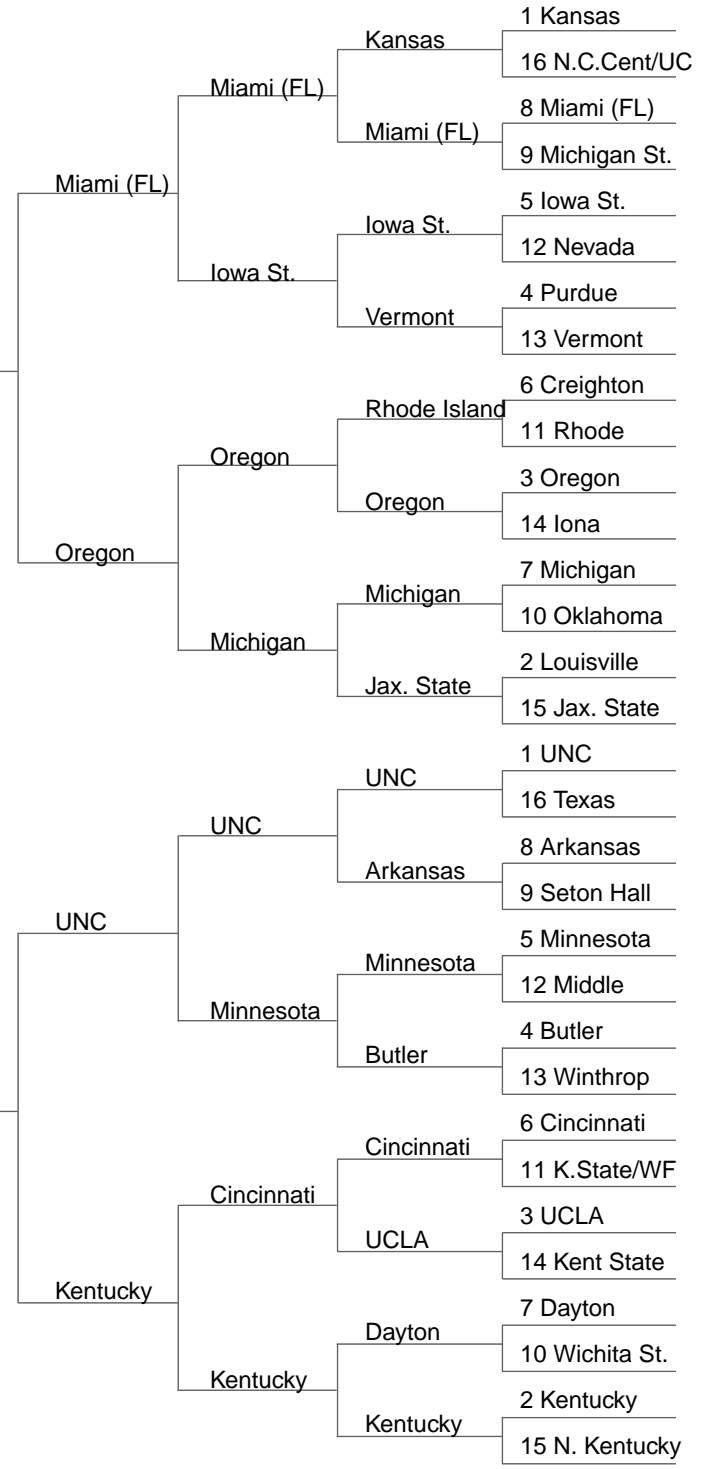 1 Kansas
Kansas
16 N.C.Cent/UC
Miami (FL)
8 Miami (FL)
Miami (FL)
9 Michigan St.
Miami (FL)
5 Iowa St.
Iowa St.
12 Nevada
Iowa St.
4 Purdue
Vermont
13 Vermont
6 Creighton
Rhode Island
11 Rhode
Oregon
3 Oregon
Oregon
14 Iona
Oregon
7 Michigan
Michigan
10 Oklahoma
Michigan
2 Louisville
Jax. State
15 Jax. State
1 UNC
UNC
16 Texas
UNC
8 Arkansas
Arkansas
9 Seton Hall
UNC
5 Minnesota
Minnesota
12 Middle
Minnesota
4 Butler
Butler
13 Winthrop
6 Cincinnati
Cincinnati
11 K.State/WF
Cincinnati
3 UCLA
UCLA
14 Kent State
Kentucky
7 Dayton
Dayton
10 Wichita St.
Kentucky
2 Kentucky
Kentucky
15 N. Kentucky